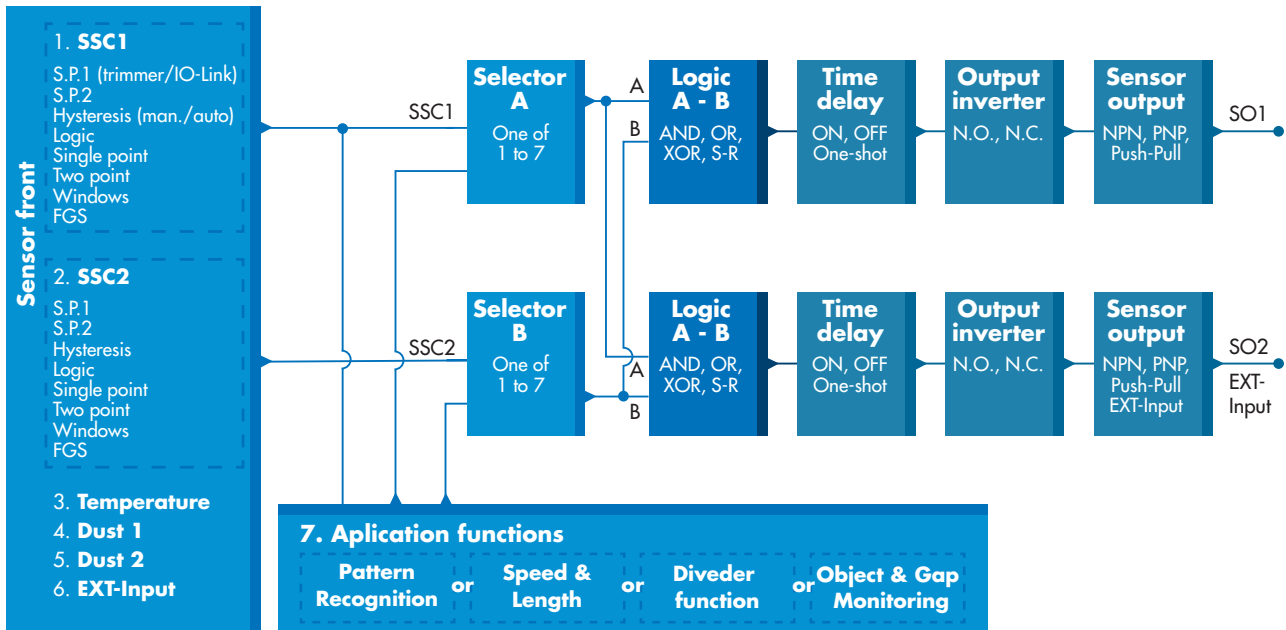 Sensor front
1. SSC1
S.P.1 (trimmer/IO-Link)
S.P.2
Hysteresis (man./auto)
Logic
Single point
Two point
Windows
FGS
2. SSC2
S.P.1
S.P.2
Hysteresis
Logic
Single point
Two point
Windows
FGS
3. Temperature
4. Dust 1
5. Dust 2
6. EXT-Input
SSC1
Selector
A
One of
1 to 7
A
B
Logic
A - B
AND, OR,
XOR, S-R
Time
delay
ON, OFF
One-shot
Output
inverter
N.O., N.C.
Sensor
output
NPN, PNP,
Push-Pull
SO1
SSC2
Selector
B
One of
1 to 7
A
B
Logic
A - B
AND, OR,
XOR, S-R
Time
delay
ON, OFF
One-shot
Output
inverter
N.O., N.C.
Sensor
output
NPN, PNP,
Push-Pull
EXT-Input
SO2
EXT-
Input
7. Aplication functions
Pattern
Recognition
or
Speed &
Length
or
Diveder
function
or
Object & Gap
Monitoring